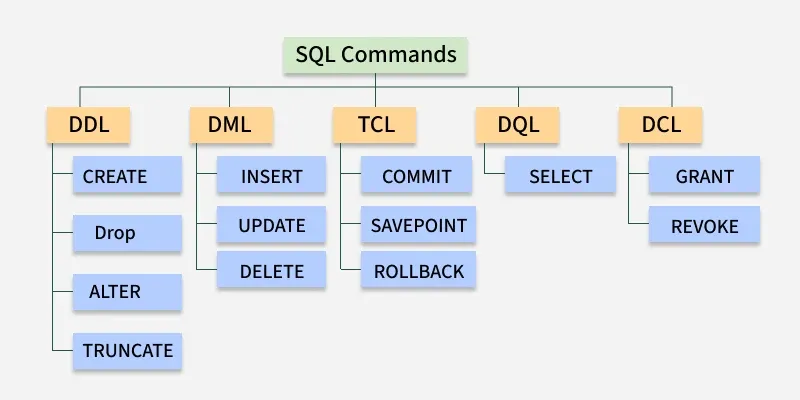 SQL Commands
DDL
DML
TCL
DQL
DCL
CREATE
Drop
ALTER
TRUNCATE
INSERT
UPDATE
DELETE
COMMIT
SAVEPOINT
ROLLBACK
SELECT
GRANT
REVOKE